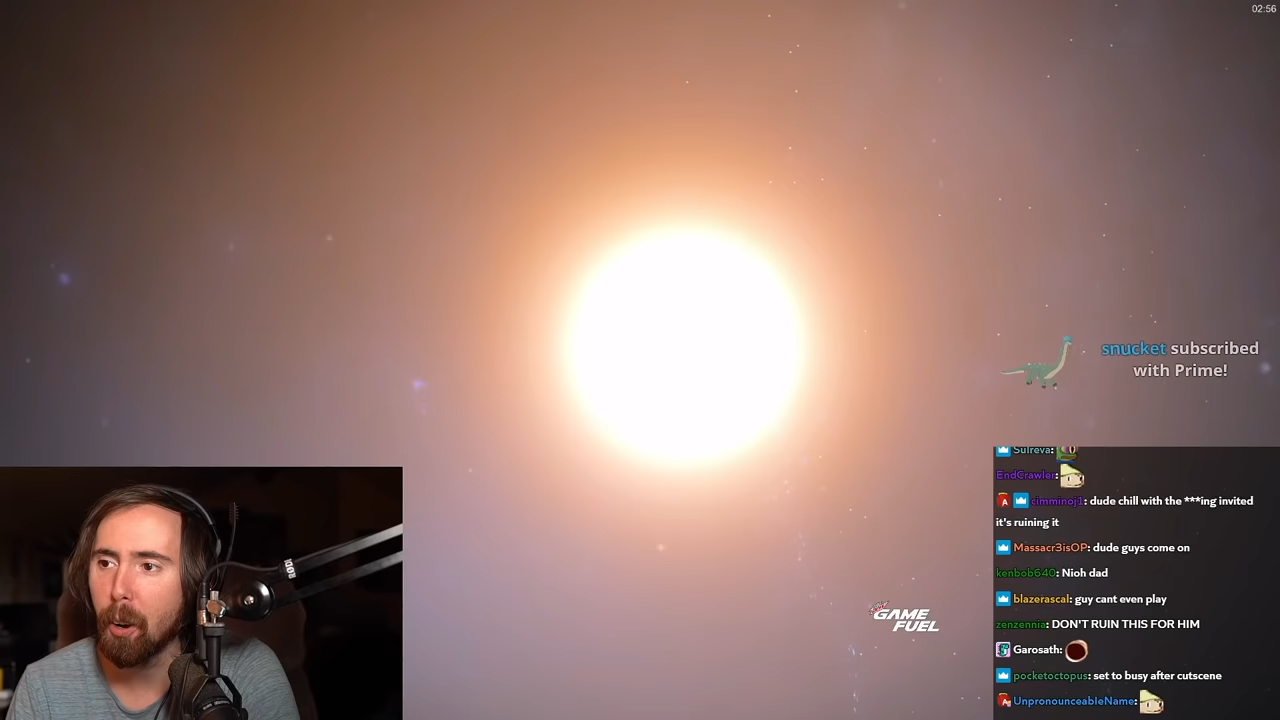 02:56
snucket subscribed
with Prime!
Sulreva:
EndCrawler:
cimminoj1: dude chill with the ***ing invited
it's ruining it
Massacr3isOP: dude guys come on
kenbob640: Nioh dad
blazerascal: guy cant even play
zenzennia: DON'T RUIN THIS FOR HIM
GAME
FUEL
Garosath:
pocketoctopus: set to busy after cutscene
UnpronounceableName:
RØDE